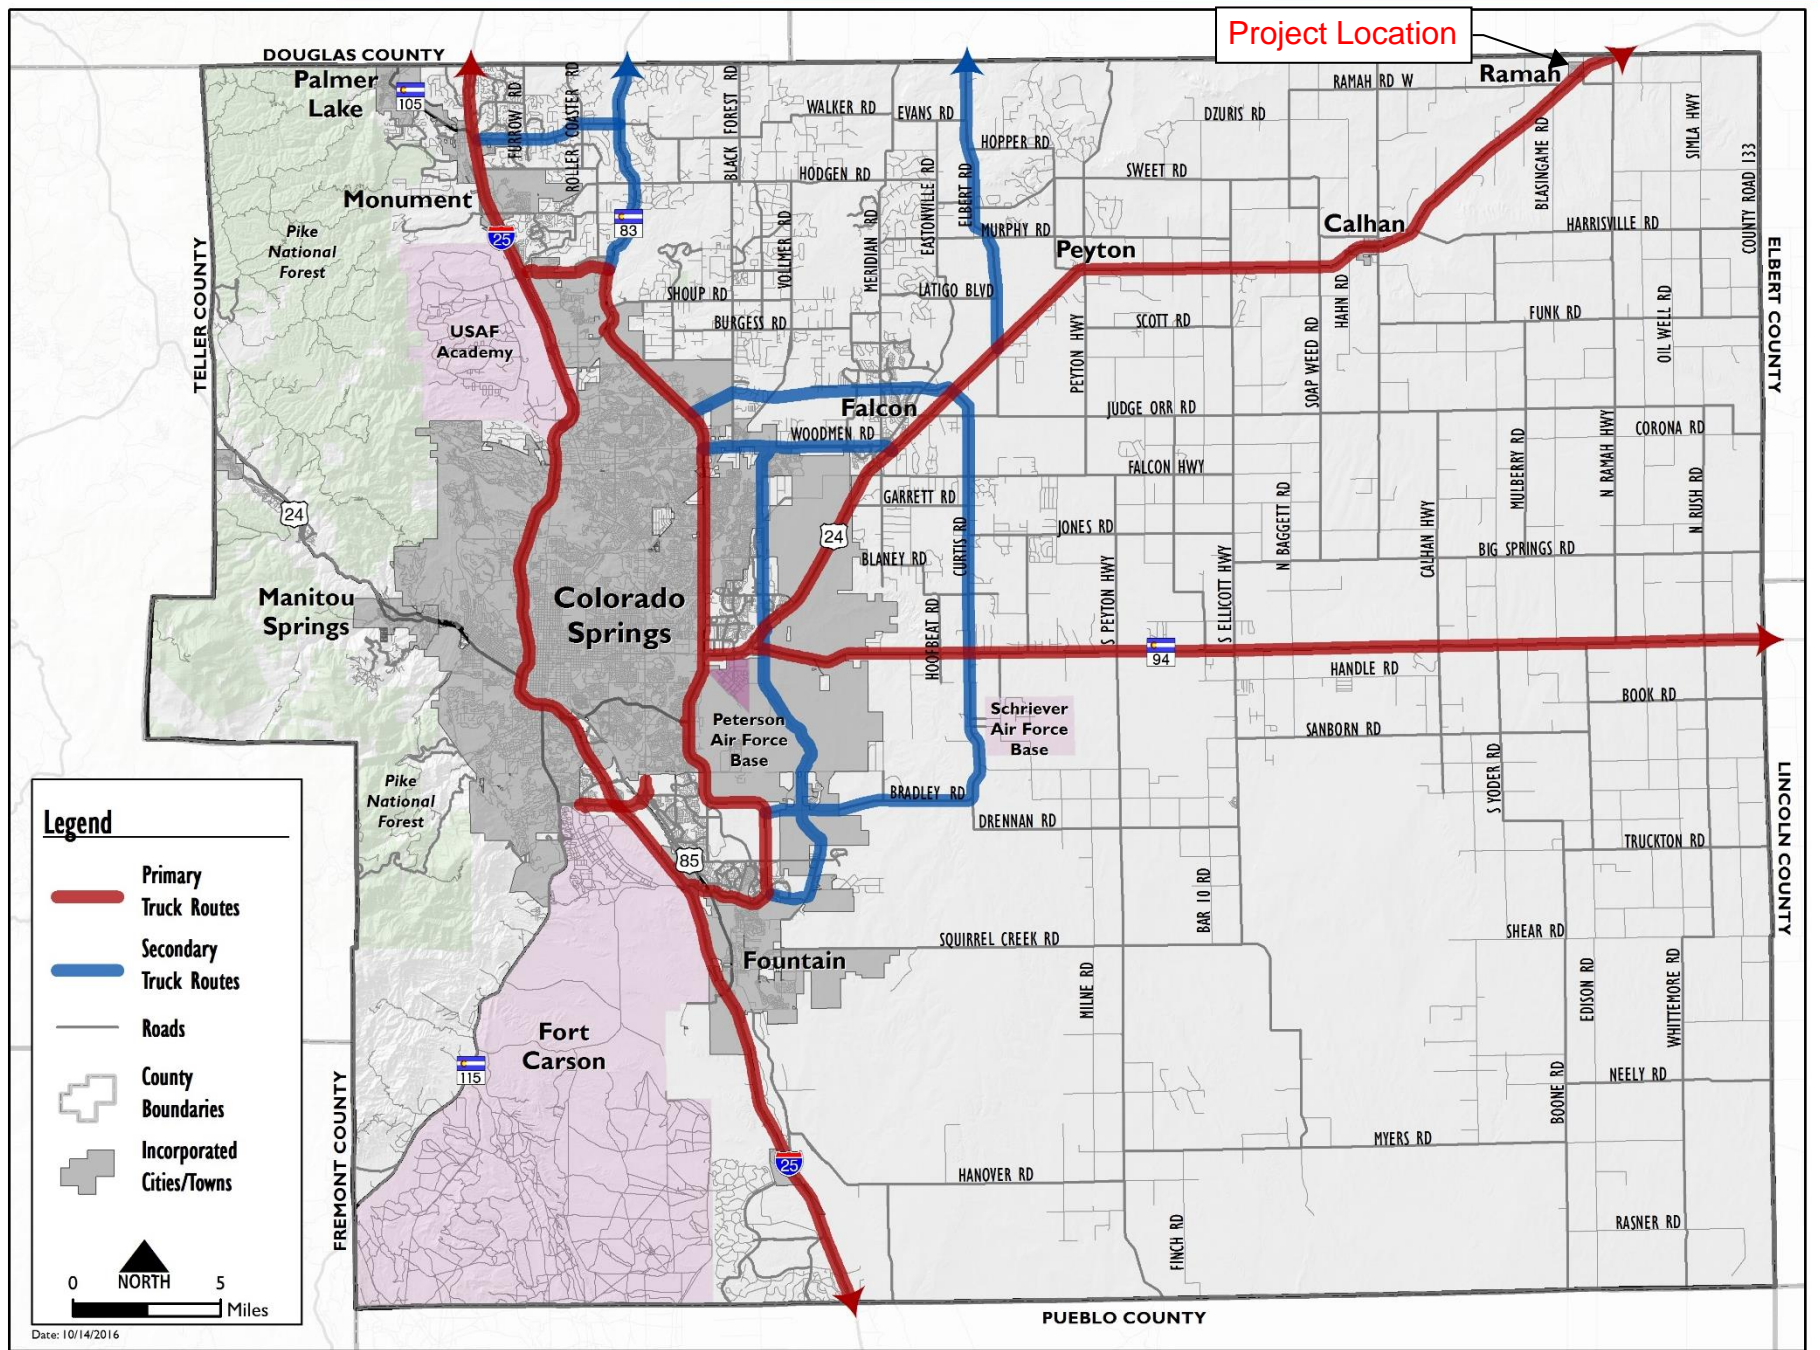 Project Location
DOUGLAS COUNTY
Palmer
Lake
105
FURROW RD
ROLLER COASTER RD
BLACK FOREST RD
WALKER RD
EVANS RD
DZURIS RD
RAMAH RD W
Ramah
SIMLA HWY
HOPPER RD
BLASINGAME RD
COUNTY ROAD 133
HODGEN RD
EASTONVILLE RD
ELBERT RD
SWEET RD
Monument
83
25
VOLLMER RD
MERIDIAN RD
MURPHY RD
Peyton
Calhan
HARRISVILLE RD
Pike
National
Forest
TELLER COUNTY
ELBERT COUNTY
SHOUP RD
LATIGO BLVD
HAHN RD
BURGESS RD
PEYTON HWY
SCOTT RD
SOAP WEED RD
FUNK RD
OIL WELL RD
USAF
Academy
Falcon
JUDGE ORR RD
WOODMEN RD
MULBERRY RD
N RAMAH HWY
CORONA RD
FALCON HWY
N RUSH RD
GARRETT RD
24
24
CURTIS RD
JONES RD
N BAGGETT RD
CALHAN HWY
BIG SPRINGS RD
BLANEY RD
Manitou
Springs
Colorado
Springs
HOOFBEAT RD
S PEYTON HWY
S ELLICOTT HWY
94
HANDLE RD
BOOK RD
Peterson
Air Force
Base
Schriever
Air Force
Base
SANBORN RD
S YODER RD
LINCOLN COUNTY
Pike
National
Forest
BRADLEY RD
DRENNAN RD
TRUCKTON RD
85
BAR 10 RD
SQUIRREL CREEK RD
SHEAR RD
Fountain
MILNE RD
EDISON RD
WHITTEMORE RD
Fort
Carson
115
BOONE RD
NEELY RD
FREMONT COUNTY
MYERS RD
25
HANOVER RD
FINCH RD
RASNER RD
PUEBLO COUNTY
Legend
Primary
Truck Routes
Secondary
Truck Routes
Roads
County
Boundaries
Incorporated
Cities/Towns
NORTH
0 5
Miles
Date: 10/14/2016